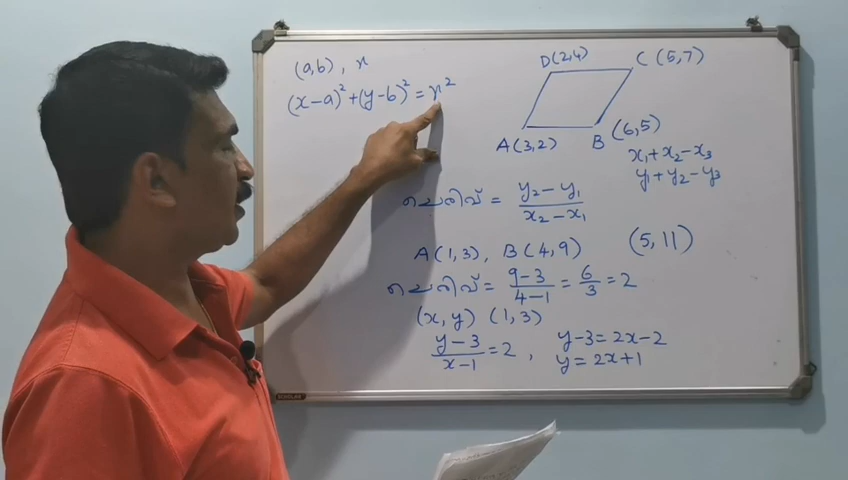 (a,b) , r
(x-a)² + (y-b)² = r²
D(2,4)
C (5,7)
A(3,2)
B (6,5)
x₁+x₂-x₃
y₁+y₂-y₃
ചെരിവ് = (y₂-y₁)/(x₂-x₁)
A(1,3), B(4,9)
(5,11)
ചെരിവ് = (9-3)/(4-1) = 6/3 = 2
(x,y) (1,3)
(y-3)/(x-1) = 2 , y-3=2x-2
y= 2x+1
SCHOLAR